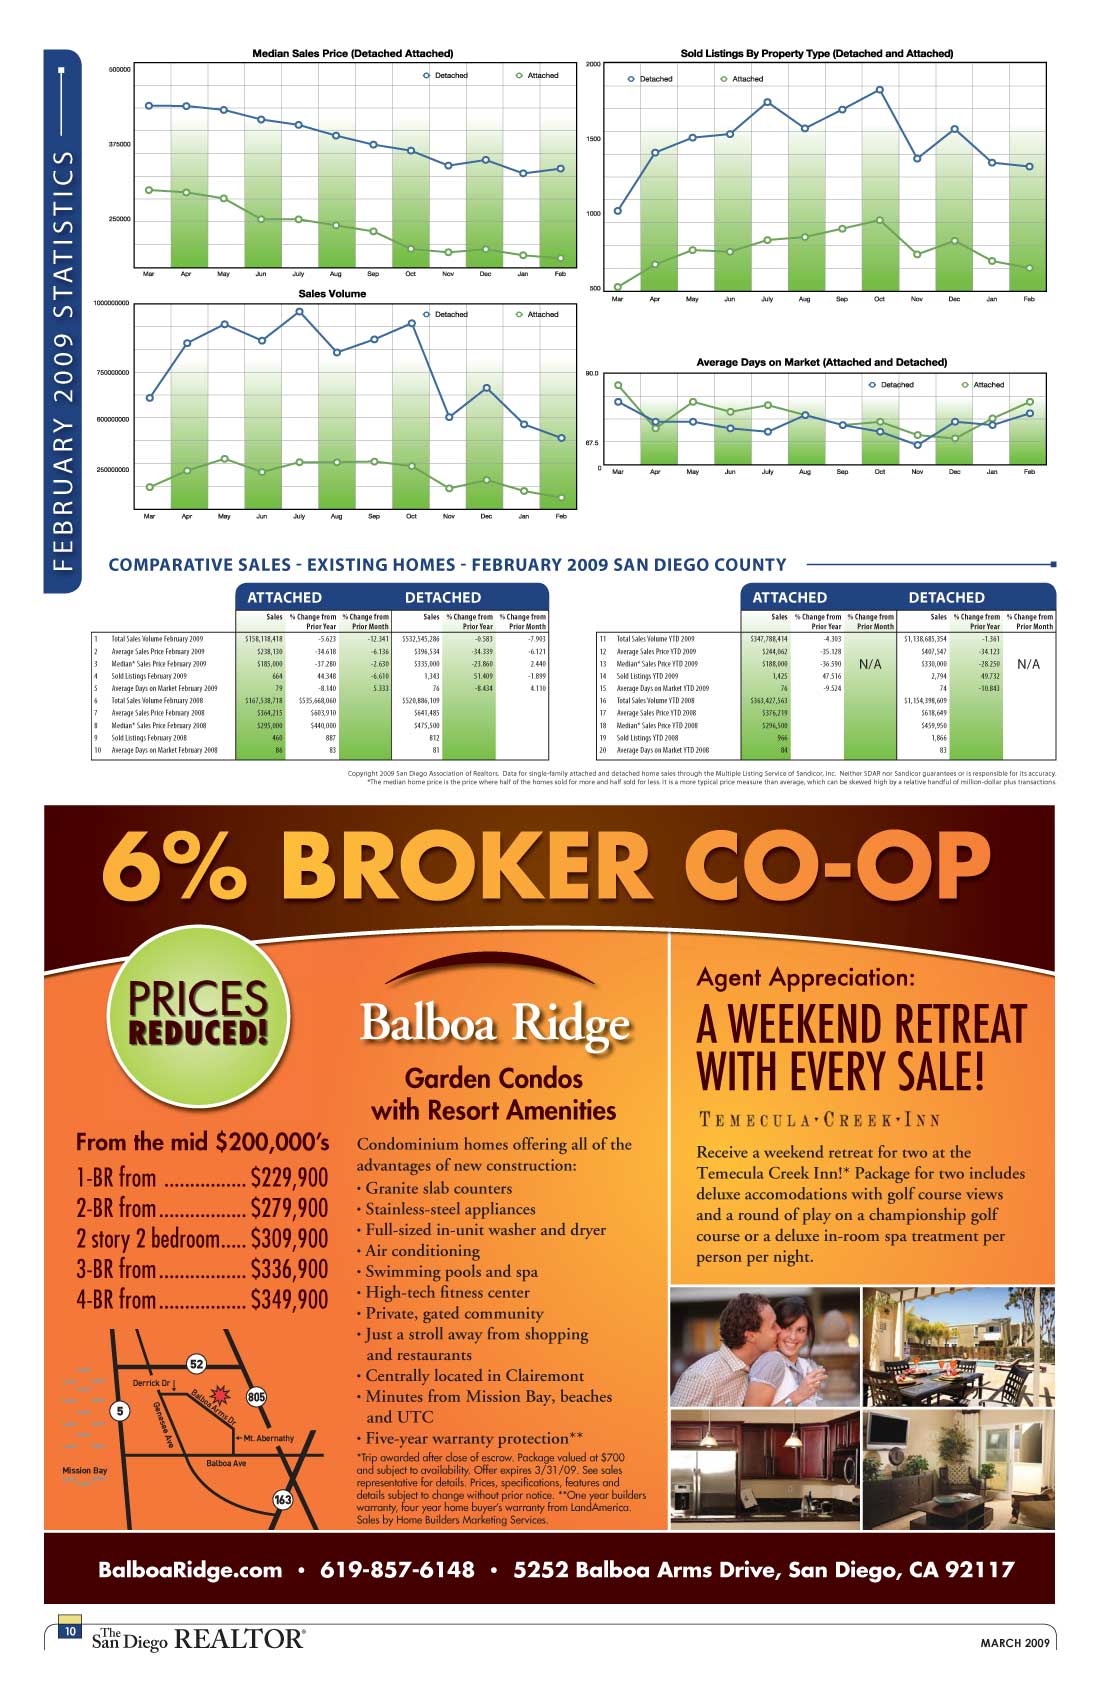 FEBRUARY 2009 STATISTICS
Median Sales Price (Detached Attached)
Detached Attached
500000
375000
250000
Mar Apr May Jun July Aug Sep Oct Nov Dec Jan Feb
Sold Listings By Property Type (Detached and Attached)
Detached Attached
2000
1500
1000
500
Mar Apr May Jun July Aug Sep Oct Nov Dec Jan Feb
Sales Volume
Detached Attached
1000000000
750000000
500000000
250000000
Mar Apr May Jun July Aug Sep Oct Nov Dec Jan Feb
Average Days on Market (Attached and Detached)
Detached Attached
90.0
67.5
0
Mar Apr May Jun July Aug Sep Oct Nov Dec Jan Feb
COMPARATIVE SALES - EXISTING HOMES - FEBRUARY 2009 SAN DIEGO COUNTY
ATTACHED DETACHED
Sales % Change from Prior Year % Change from Prior Month Sales % Change from Prior Year % Change from Prior Month
1 Total Sales Volume February 2009 $158,118,418 -5.623 -12.341 $532,545,286 -0.583 -7.903
2 Average Sales Price February 2009 $238,130 -34.618 -6.136 $396,534 -34.339 -6.121
3 Median* Sales Price February 2009 $185,000 -37.280 -2.630 $335,000 -23.860 2.440
4 Sold Listings February 2009 664 44.348 -6.610 1,343 51.409 -1.899
5 Average Days on Market February 2009 79 -8.140 5.333 76 -8.434 4.110
6 Total Sales Volume February 2008 $167,538,718 $535,668,060 $520,886,109
7 Average Sales Price February 2008 $364,215 $603,910 $641,485
8 Median* Sales Price February 2008 $295,000 $440,000 $475,500
9 Sold Listings February 2008 460 887 812
10 Average Days on Market February 2008 86 83 81
ATTACHED DETACHED
Sales % Change from Prior Year % Change from Prior Month Sales % Change from Prior Year % Change from Prior Month
11 Total Sales Volume YTD 2009 $347,788,414 -4.303 $1,138,685,354 -1.361
12 Average Sales Price YTD 2009 $244,062 -35.128 $407,547 -34.123
13 Median* Sales Price YTD 2009 $188,000 -36.590 N/A $330,000 -28.250 N/A
14 Sold Listings YTD 2009 1,425 47.516 2,794 49.732
15 Average Days on Market YTD 2009 76 -9.524 74 -10.843
16 Total Sales Volume YTD 2008 $363,427,563 $1,154,398,609
17 Average Sales Price YTD 2008 $376,219 $618,649
18 Median* Sales Price YTD 2008 $296,500 $459,950
19 Sold Listings YTD 2008 966 1,866
20 Average Days on Market YTD 2008 84 83
Copyright 2009 San Diego Association of Realtors. Data for single-family attached and detached home sales through the Multiple Listing Service of Sandicor, Inc. Neither SDAR nor Sandicor guarantees or is responsible for its accuracy.
*The median home price is the price where half of the homes sold for more and half sold for less. It is a more typical price measure than average, which can be skewed high by a relative handful of million-dollar plus transactions.
6% BROKER CO-OP
PRICES
REDUCED!
From the mid $200,000's
1-BR from ................ $229,900
2-BR from................. $279,900
2 story 2 bedroom..... $309,900
3-BR from................. $336,900
4-BR from................. $349,900
52
Derrick Dr
805
Balboa Arms Dr.
5
Genesee Ave
Mt. Abernathy
Balboa Ave
Mission Bay
163
Balboa Ridge
Garden Condos
with Resort Amenities
Condominium homes offering all of the
advantages of new construction:
• Granite slab counters
• Stainless-steel appliances
• Full-sized in-unit washer and dryer
• Air conditioning
• Swimming pools and spa
• High-tech fitness center
• Private, gated community
• Just a stroll away from shopping
and restaurants
• Centrally located in Clairemont
• Minutes from Mission Bay, beaches
and UTC
• Five-year warranty protection**
*Trip awarded after close of escrow. Package valued at $700
and subject to availability. Offer expires 3/31/09. See sales
representative for details. Prices, specifications, features and
details subject to change without prior notice. **One year builders
warranty, four year home buyer's warranty from LandAmerica.
Sales by Home Builders Marketing Services.
Agent Appreciation:
A WEEKEND RETREAT
WITH EVERY SALE!
TEMECULA • CREEK • INN
Receive a weekend retreat for two at the
Temecula Creek Inn!* Package for two includes
deluxe accomodations with golf course views
and a round of play on a championship golf
course or a deluxe in-room spa treatment per
person per night.
BalboaRidge.com • 619-857-6148 • 5252 Balboa Arms Drive, San Diego, CA 92117
10
The San Diego REALTOR®
MARCH 2009